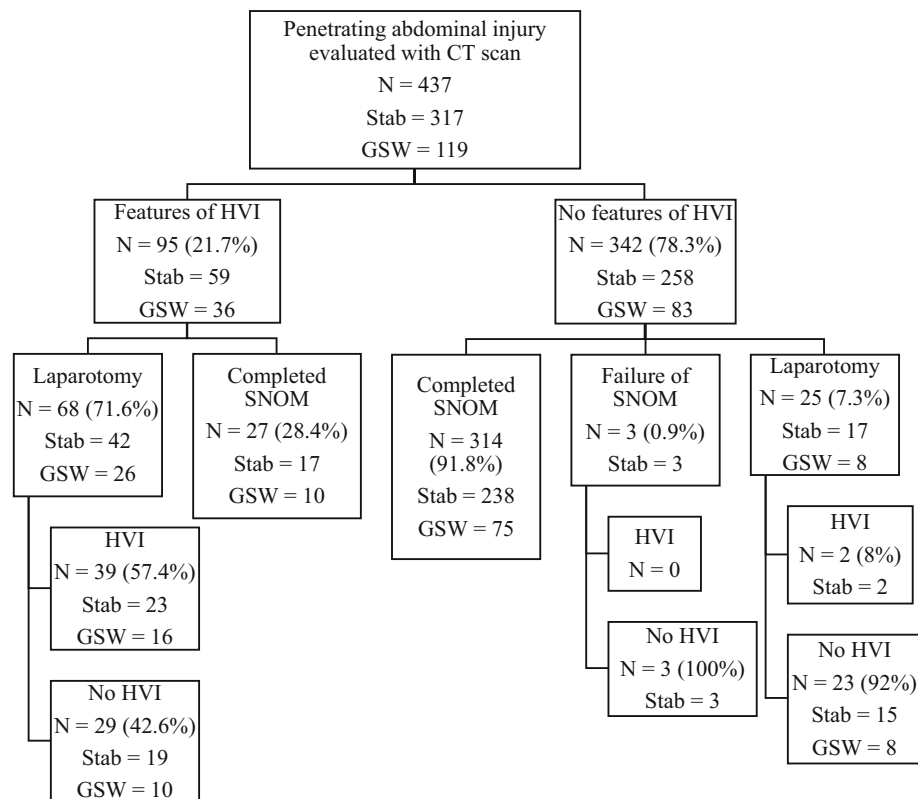 Penetrating abdominal injury
evaluated with CT scan
N = 437
Stab = 317
GSW = 119
Features of HVI
N = 95 (21.7%)
Stab = 59
GSW = 36
No features of HVI
N = 342 (78.3%)
Stab = 258
GSW = 83
Laparotomy
N = 68 (71.6%)
Stab = 42
GSW = 26
Completed
SNOM
N = 27 (28.4%)
Stab = 17
GSW = 10
Completed
SNOM
N = 314
(91.8%)
Stab = 238
GSW = 75
Failure of
SNOM
N = 3 (0.9%)
Stab = 3
Laparotomy
N = 25 (7.3%)
Stab = 17
GSW = 8
HVI
N = 39 (57.4%)
Stab = 23
GSW = 16
No HVI
N = 29 (42.6%)
Stab = 19
GSW = 10
HVI
N = 0
No HVI
N = 3 (100%)
Stab = 3
HVI
N = 2 (8%)
Stab = 2
No HVI
N = 23 (92%)
Stab = 15
GSW = 8